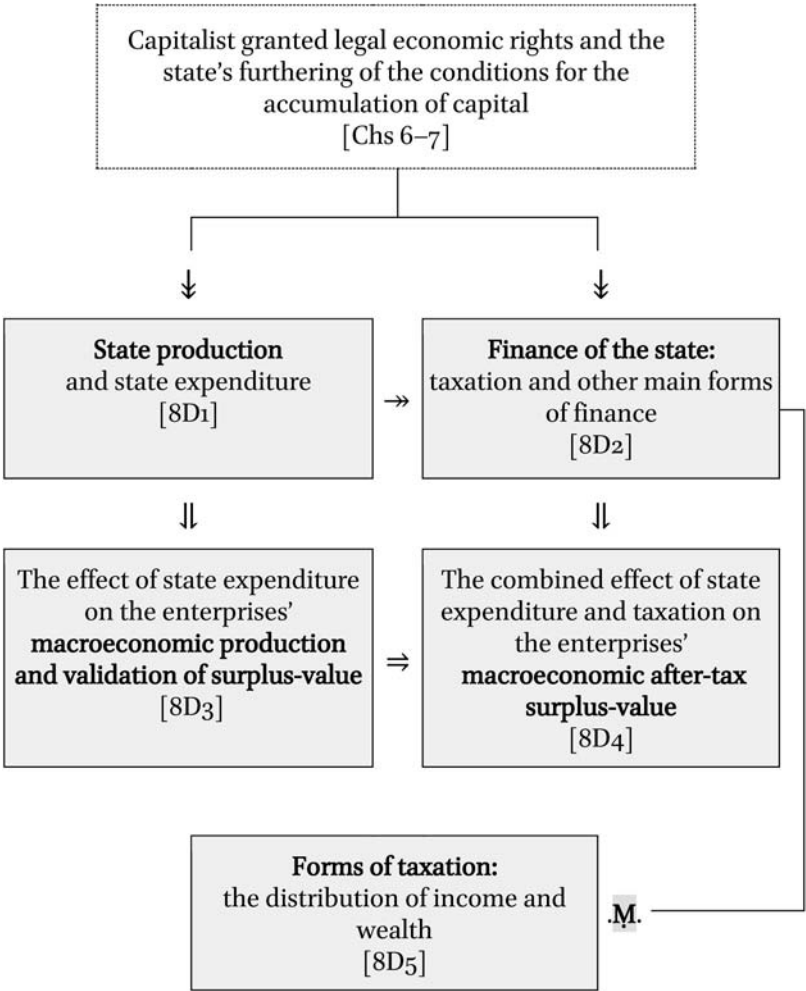 Capitalist granted legal economic rights and the
state's furthering of the conditions for the
accumulation of capital
[Chs 6–7]
↡ ↡
State production
and state expenditure
[8D1]
↠
Finance of the state:
taxation and other main forms
of finance
[8D2]
⇓ ⇓
The effect of state expenditure
on the enterprises'
macroeconomic production
and validation of surplus-value
[8D3]
⇉
The combined effect of state
expenditure and taxation on
the enterprises'
macroeconomic after-tax
surplus-value
[8D4]
Forms of taxation:
the distribution of income and
wealth
[8D5]
.Ṃ.